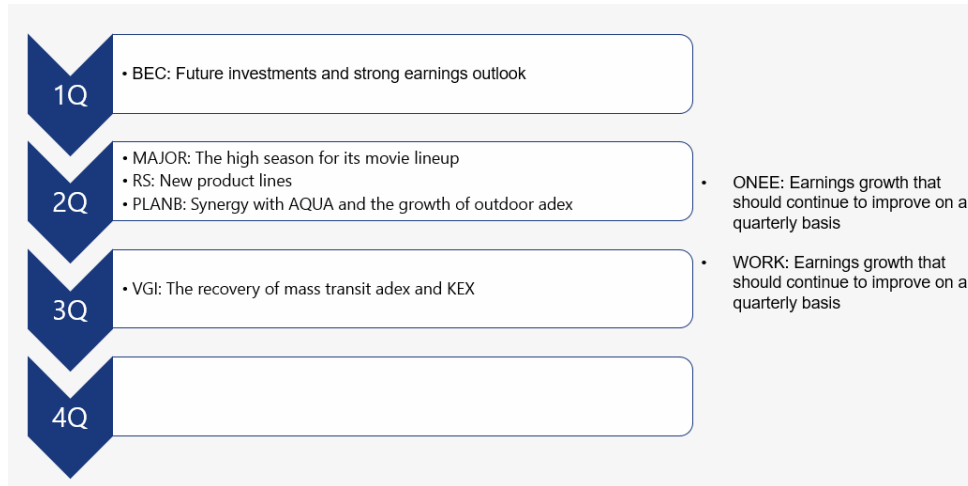 1Q
• BEC: Future investments and strong earnings outlook
2Q
• MAJOR: The high season for its movie lineup
• RS: New product lines
• PLANB: Synergy with AQUA and the growth of outdoor adex
3Q
• VGI: The recovery of mass transit adex and KEX
4Q
• ONEE: Earnings growth that
should continue to improve on a
quarterly basis
• WORK: Earnings growth that
should continue to improve on a
quarterly basis